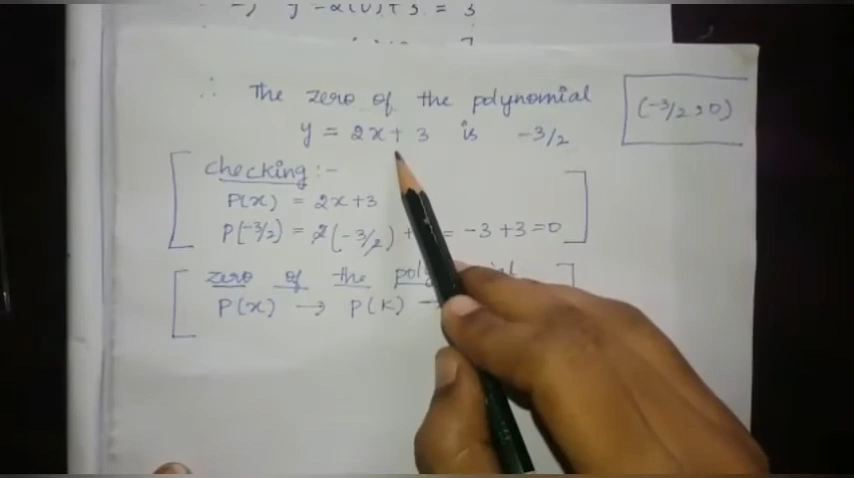 ∴ The zero of the polynomial
y = 2x + 3 is -3/2
(-3/2, 0)
checking :-
P(x) = 2x+3
P(-3/2) = 2(-3/2) + = -3 +3 = 0
zero of the
P(x) → P(K) →